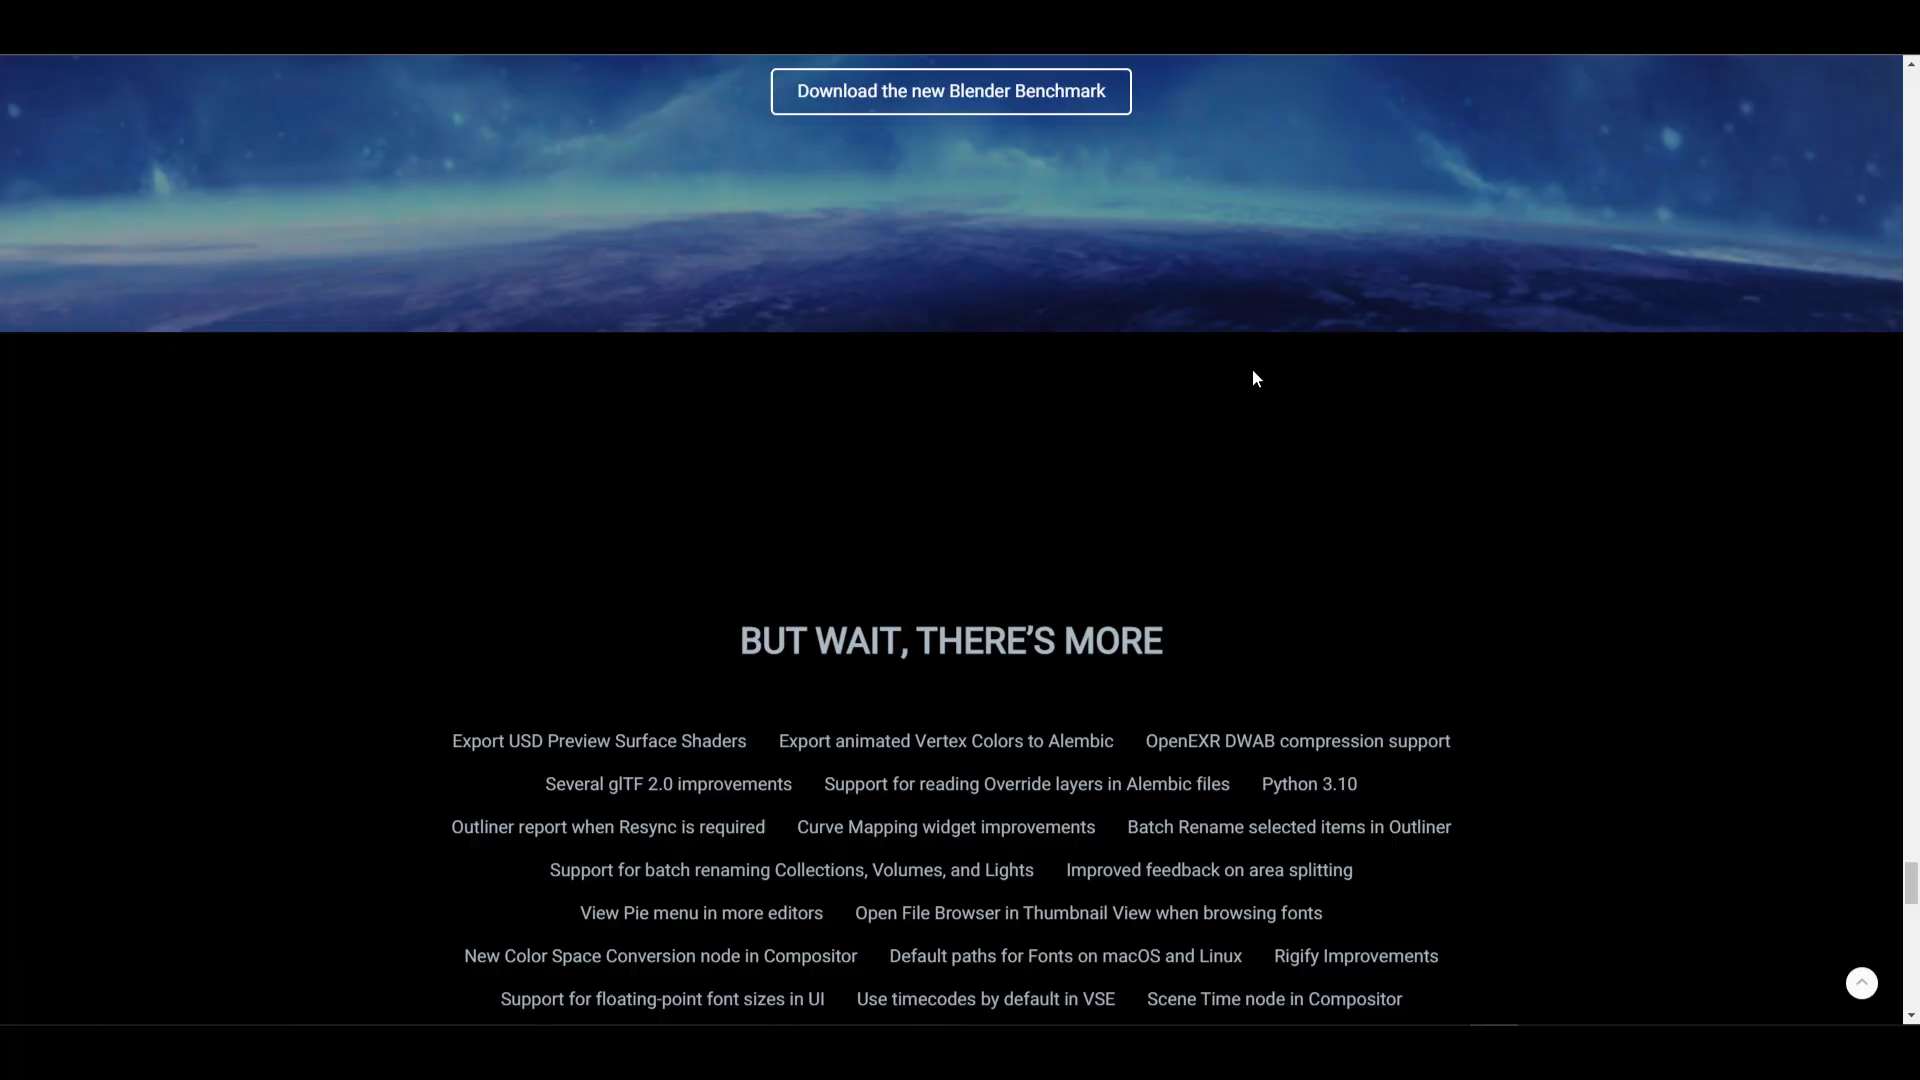 Download the new Blender Benchmark
BUT WAIT, THERE’S MORE
Export USD Preview Surface Shaders Export animated Vertex Colors to Alembic OpenEXR DWAB compression support
Several glTF 2.0 improvements Support for reading Override layers in Alembic files Python 3.10
Outliner report when Resync is required Curve Mapping widget improvements Batch Rename selected items in Outliner
Support for batch renaming Collections, Volumes, and Lights Improved feedback on area splitting
View Pie menu in more editors Open File Browser in Thumbnail View when browsing fonts
New Color Space Conversion node in Compositor Default paths for Fonts on macOS and Linux Rigify Improvements
Support for floating-point font sizes in UI Use timecodes by default in VSE Scene Time node in Compositor